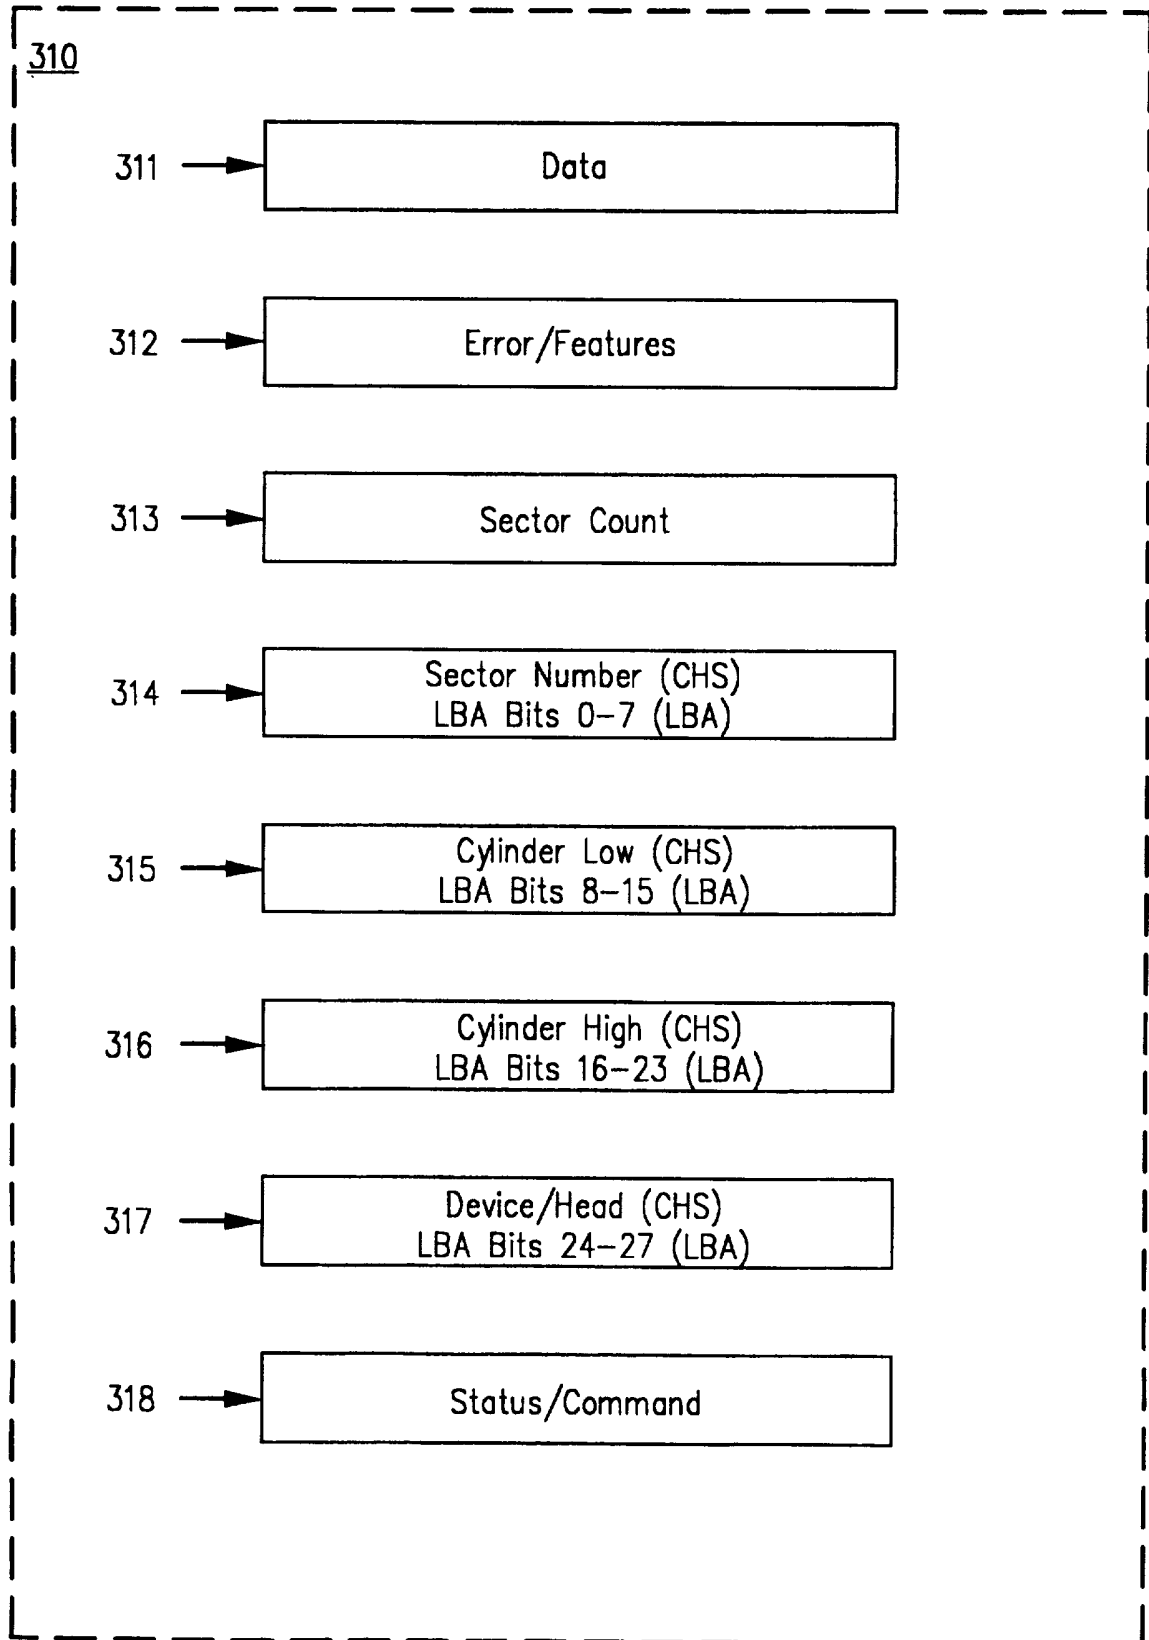 310
311 Data
312 Error/Features
313 Sector Count
314 Sector Number (CHS)
LBA Bits 0-7 (LBA)
315 Cylinder Low (CHS)
LBA Bits 8-15 (LBA)
316 Cylinder High (CHS)
LBA Bits 16-23 (LBA)
317 Device/Head (CHS)
LBA Bits 24-27 (LBA)
318 Status/Command